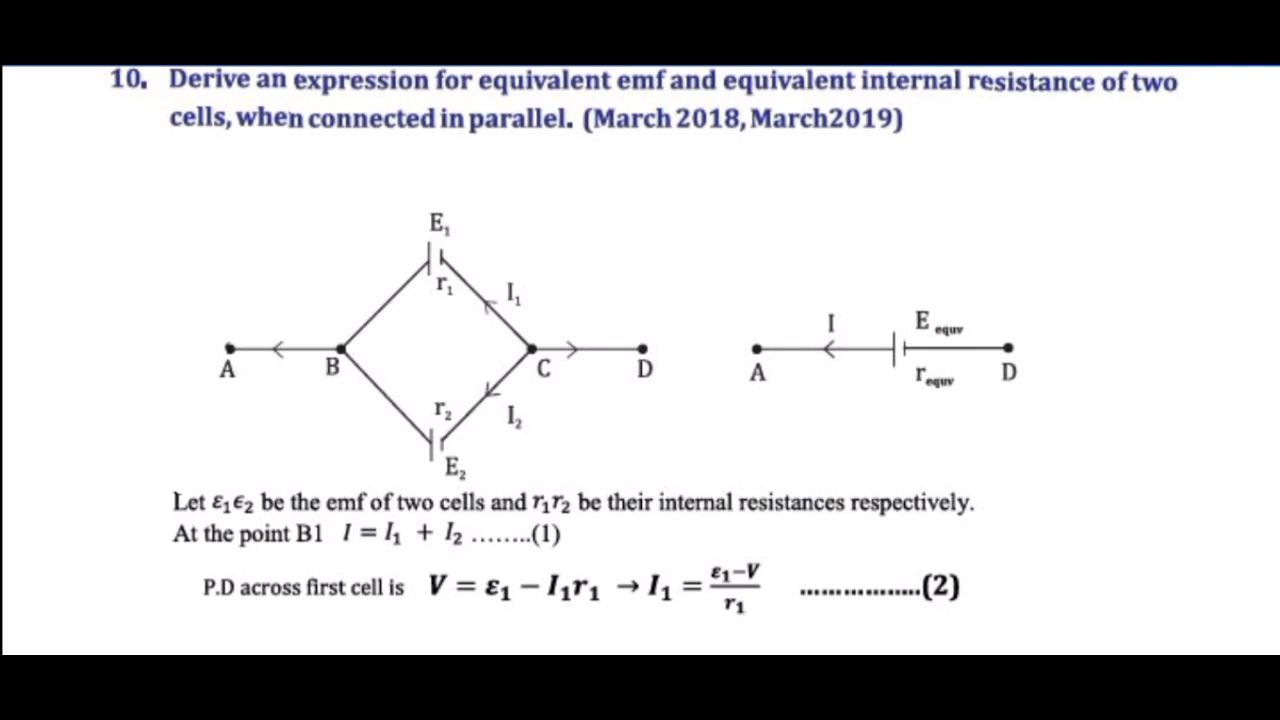 10. Derive an expression for equivalent emf and equivalent internal resistance of two
cells, when connected in parallel. (March 2018, March2019)
E₁
r₁
I₁
A
B
C
D
r₂
I₂
E₂
I
E equv
A
r equv
D
Let ε₁ϵ₂ be the emf of two cells and r₁r₂ be their internal resistances respectively.
At the point B1 I = I₁ + I₂ ........(1)
P.D across first cell is V = ε₁ − I₁r₁ → I₁ = (ε₁−V)/r₁ ..................(2)